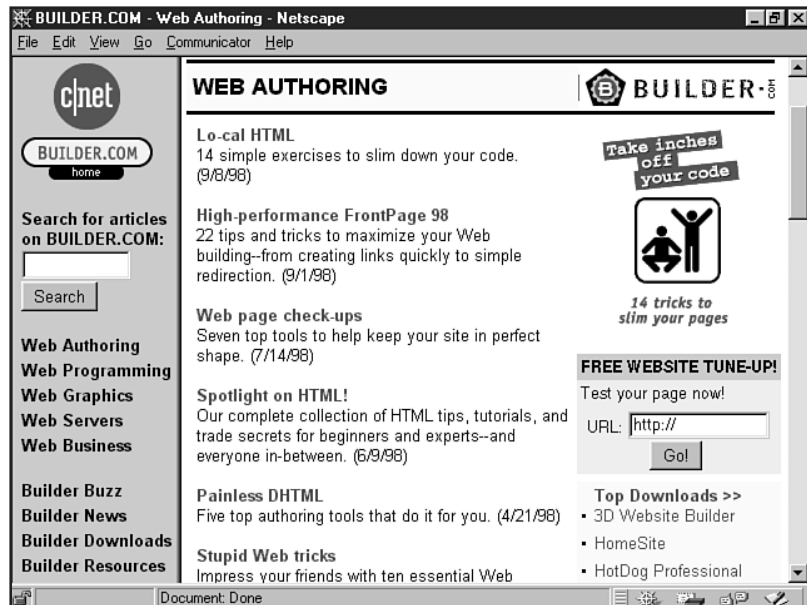 BUILDER.COM - Web Authoring - Netscape
File Edit View Go Communicator Help
c|net
BUILDER.COM
home
Search for articles
on BUILDER.COM:
Search
Web Authoring
Web Programming
Web Graphics
Web Servers
Web Business
Builder Buzz
Builder News
Builder Downloads
Builder Resources
WEB AUTHORING
B BUILDER.COM
Lo-cal HTML
14 simple exercises to slim down your code.
(9/8/98)
High-performance FrontPage 98
22 tips and tricks to maximize your Web
building--from creating links quickly to simple
redirection. (9/1/98)
Web page check-ups
Seven top tools to help keep your site in perfect
shape. (7/14/98)
Spotlight on HTML!
Our complete collection of HTML tips, tutorials, and
trade secrets for beginners and experts--and
everyone in-between. (6/9/98)
Painless DHTML
Five top authoring tools that do it for you. (4/21/98)
Stupid Web tricks
Impress your friends with ten essential Web
Take inches
off
your code
14 tricks to
slim your pages
FREE WEBSITE TUNE-UP!
Test your page now!
URL: http://
Go!
Top Downloads >>
▪ 3D Website Builder
▪ HomeSite
▪ HotDog Professional
Document: Done